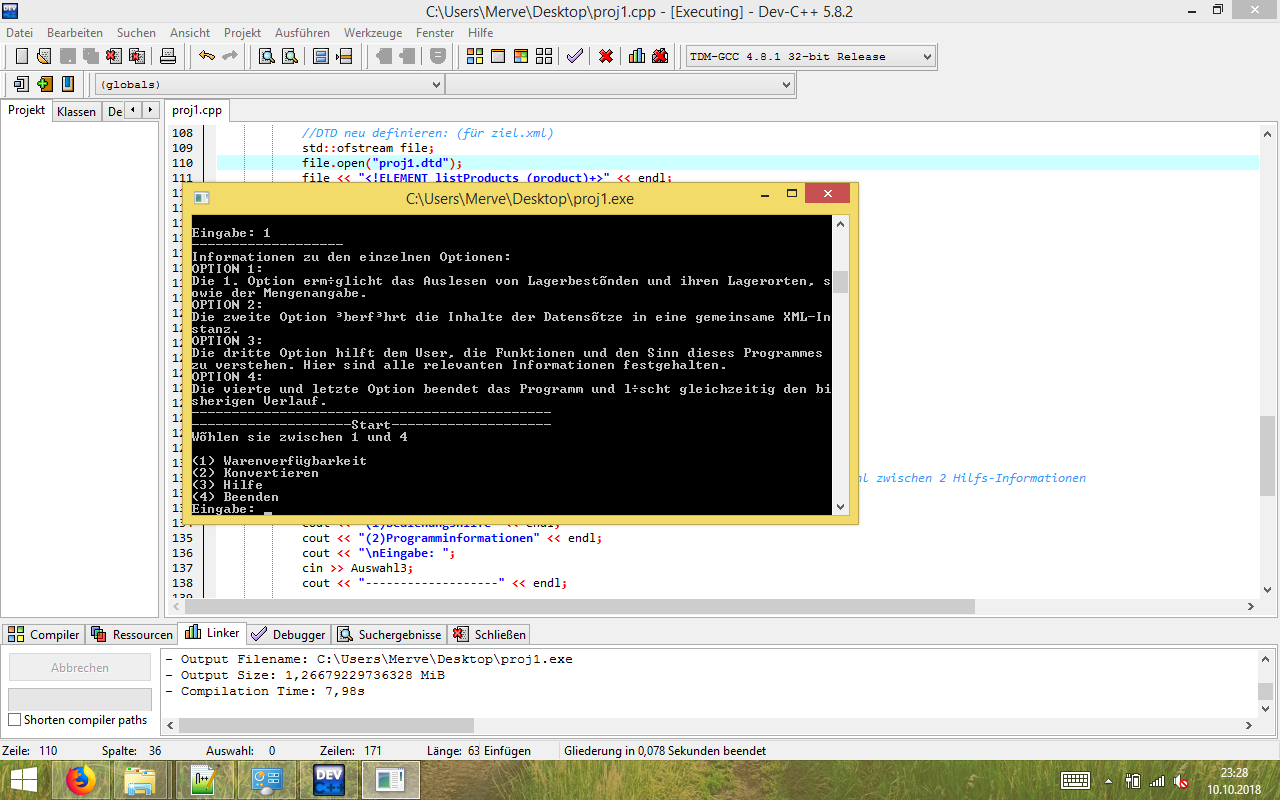 C:\Users\Merve\Desktop\proj1.cpp - [Executing] - Dev-C++ 5.8.2
Datei Bearbeiten Suchen Ansicht Projekt Ausführen Werkzeuge Fenster Hilfe
TDM-GCC 4.8.1 32-bit Release
(globals)
Projekt Klassen De proj1.cpp
108 //DTD neu definieren: (für ziel.xml)
109 std::ofstream file;
110 file.open("proj1.dtd");
111 file << "<!ELEMENT listProducts (product)+>" << endl;
C:\Users\Merve\Desktop\proj1.exe
Eingabe: 1
-------------------
Informationen zu den einzelnen Optionen:
OPTION 1:
Die 1. Option erm÷glicht das Auslesen von Lagerbestõnden und ihren Lagerorten, s
owie der Mengenangabe.
OPTION 2:
Die zweite Option ³berf³hrt die Inhalte der Datensõtze in eine gemeinsame XML-In
stanz.
OPTION 3:
Die dritte Option hilft dem User, die Funktionen und den Sinn dieses Programmes
zu verstehen. Hier sind alle relevanten Informationen festgehalten.
OPTION 4:
Die vierte und letzte Option beendet das Programm und l÷scht gleichzeitig den bi
sherigen Verlauf.
---------------------------------------------
--------------------Start--------------------
Wõhlen sie zwischen 1 und 4
(1) Warenverfügbarkeit
(2) Konvertieren
(3) Hilfe
(4) Beenden
Eingabe: _
hl zwischen 2 Hilfs-Informationen
135 cout << "(2)Programminformationen" << endl;
136 cout << "\nEingabe: ";
137 cin >> Auswahl3;
138 cout << "-------------------" << endl;
Compiler Ressourcen Linker Debugger Suchergebnisse Schließen
Abbrechen
Shorten compiler paths
- Output Filename: C:\Users\Merve\Desktop\proj1.exe
- Output Size: 1,26679229736328 MiB
- Compilation Time: 7,98s
Zeile: 110 Spalte: 36 Auswahl: 0 Zeilen: 171 Länge: 63 Einfügen Gliederung in 0,078 Sekunden beendet
DEV C++
23:28
10.10.2018